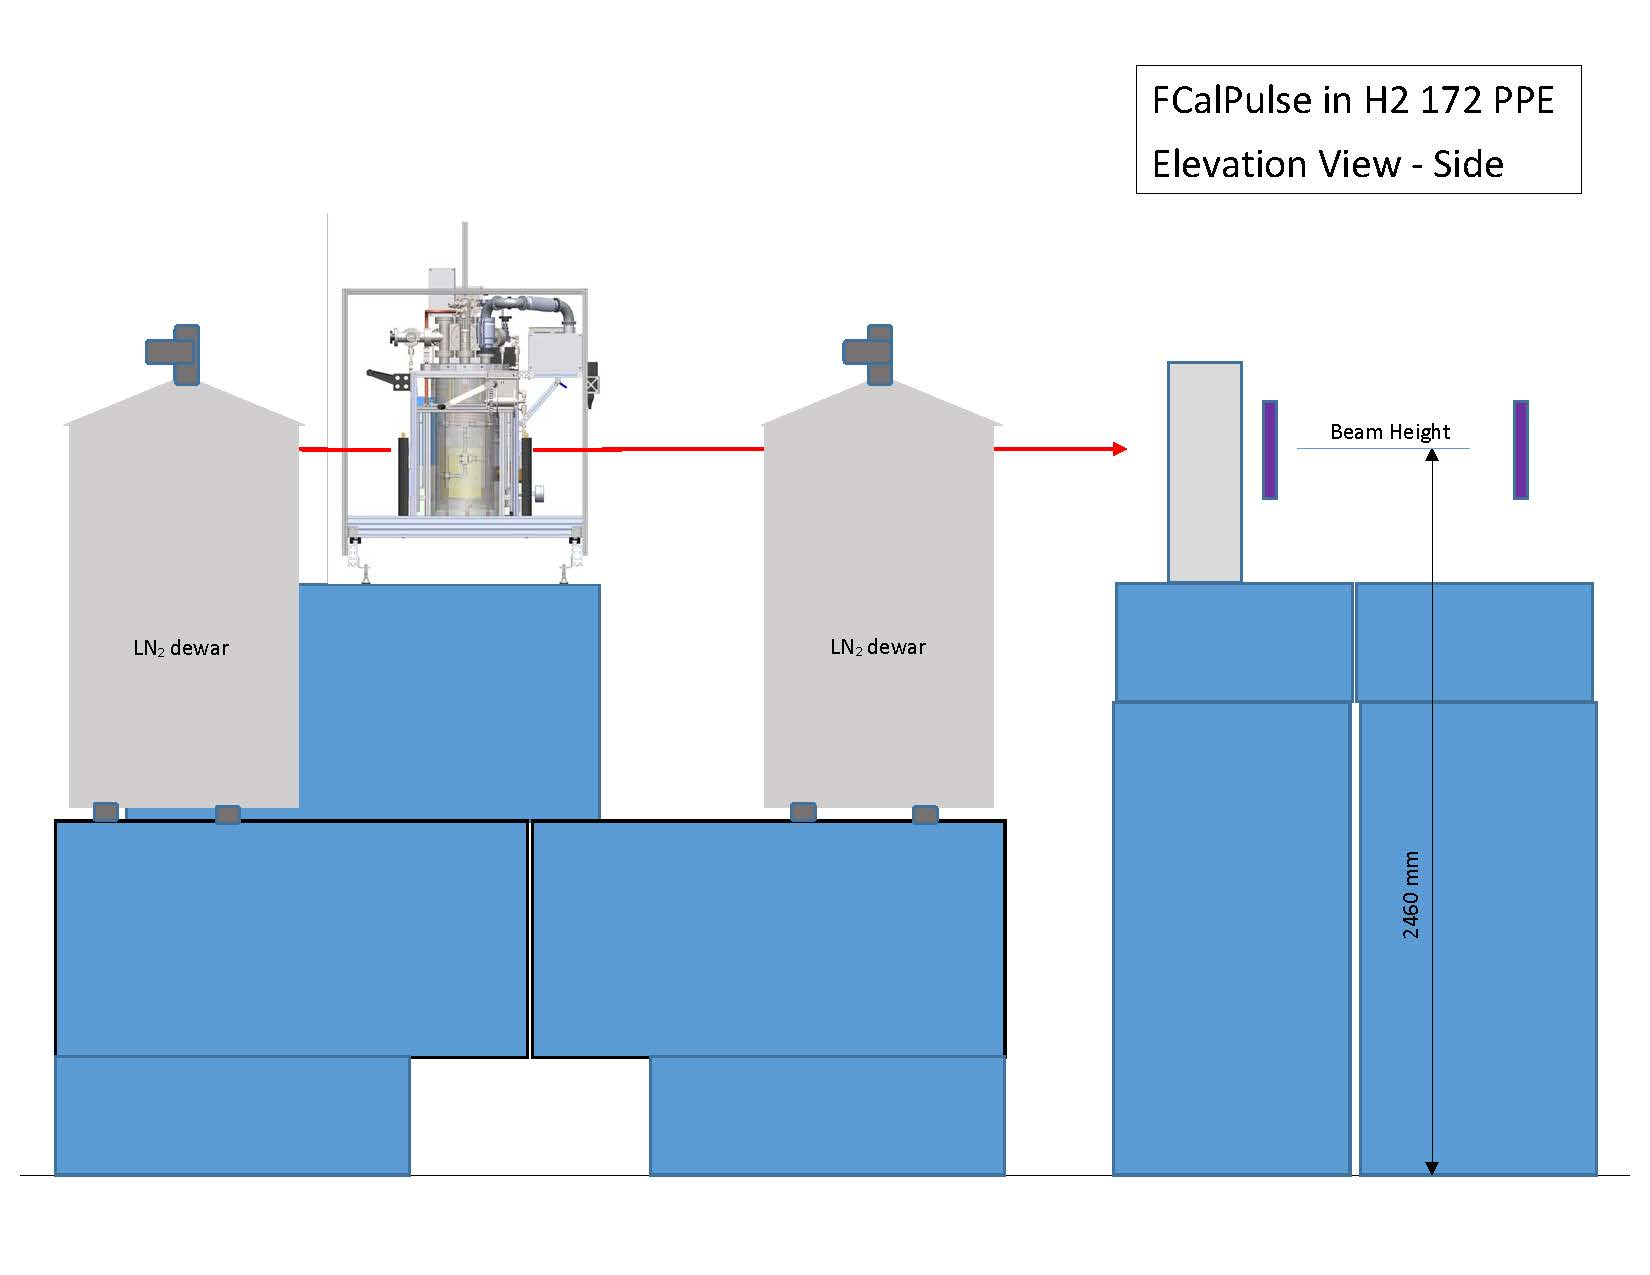 FCalPulse in H2 172 PPE
Elevation View - Side
Beam Height
LN₂ dewar
LN₂ dewar
2460 mm